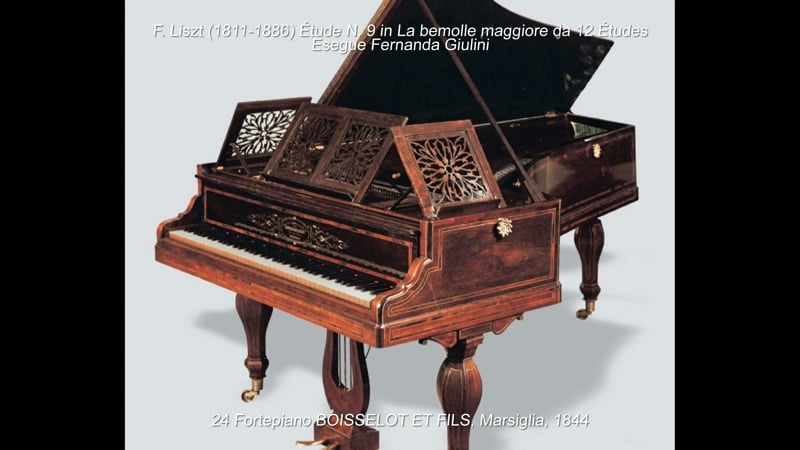 F. Liszt (1811-1886) Étude N. 9 in La bemolle maggiore da 12 Études
Esegue Fernanda Giulini
24 Fortepiano BOISSELOT ET FILS, Marsiglia, 1844